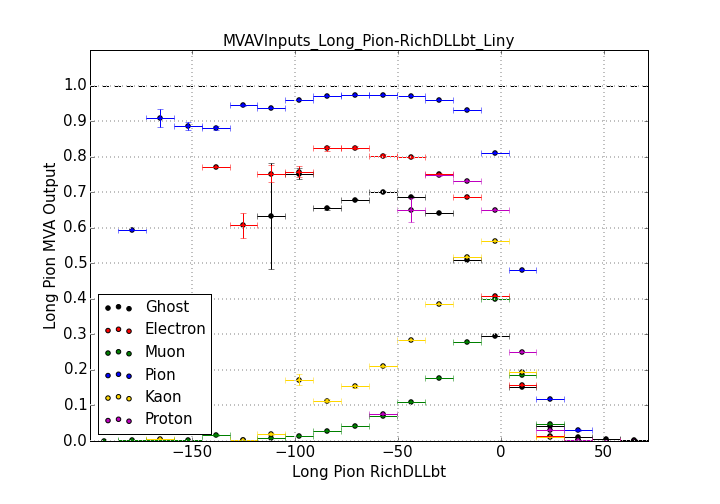 MVAVInputs_Long_Pion-RichDLLbt_Liny
1.0
0.9
0.8
0.7
0.6
0.5
0.4
0.3
0.2
0.1
0.0
Long Pion MVA Output
Ghost
Electron
Muon
Pion
Kaon
Proton
−150 −100 −50 0 50
Long Pion RichDLLbt